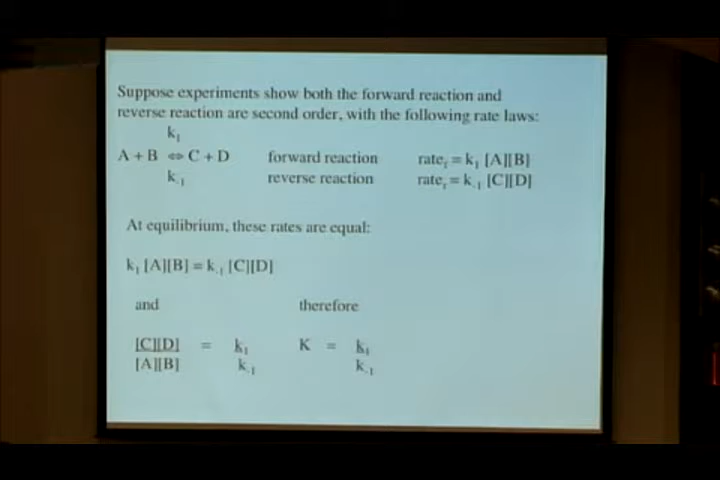 Suppose experiments show both the forward reaction and
reverse reaction are second order, with the following rate laws:
k₁
A + B ⇔ C + D forward reaction rate_f = k₁ [A][B]
k₋₁ reverse reaction rate_r = k₋₁ [C][D]
At equilibrium, these rates are equal:
k₁ [A][B] = k₋₁ [C][D]
and therefore
[C][D] = k₁ K = k₁
[A][B] k₋₁ k₋₁